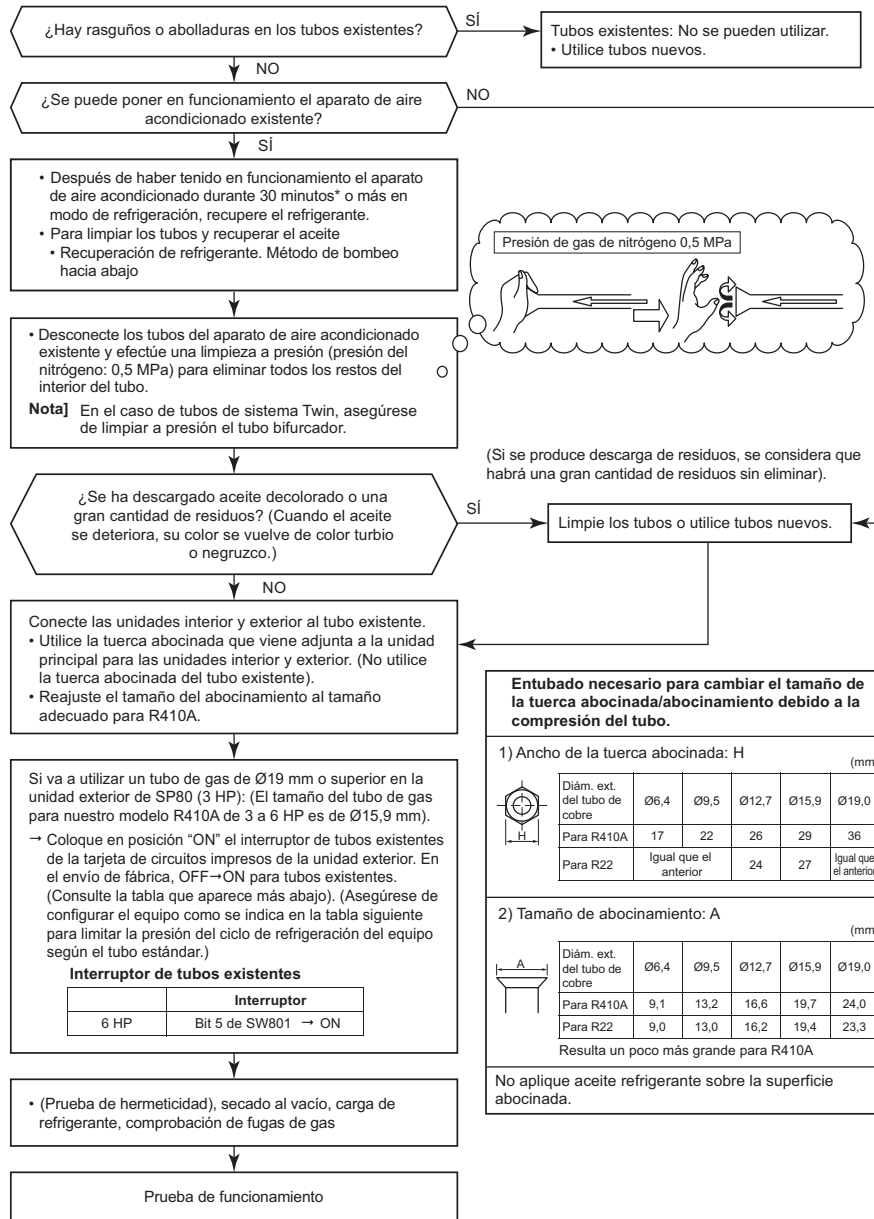 ¿Hay rasguños o abolladuras en los tubos existentes?
SÍ
Tubos existentes: No se pueden utilizar.
• Utilice tubos nuevos.
NO
¿Se puede poner en funcionamiento el aparato de aire
acondicionado existente?
NO
SÍ
• Después de haber tenido en funcionamiento el aparato
de aire acondicionado durante 30 minutos* o más en
modo de refrigeración, recupere el refrigerante.
• Para limpiar los tubos y recuperar el aceite
• Recuperación de refrigerante. Método de bombeo
hacia abajo
Presión de gas de nitrógeno 0,5 MPa
• Desconecte los tubos del aparato de aire acondicionado
existente y efectúe una limpieza a presión (presión del
nitrógeno: 0,5 MPa) para eliminar todos los restos del
interior del tubo.
Nota] En el caso de tubos de sistema Twin, asegúrese
de limpiar a presión el tubo bifurcador.
(Si se produce descarga de residuos, se considera que
habrá una gran cantidad de residuos sin eliminar).
¿Se ha descargado aceite decolorado o una
gran cantidad de residuos? (Cuando el aceite
se deteriora, su color se vuelve de color turbio
o negruzco.)
SÍ
Limpie los tubos o utilice tubos nuevos.
NO
Conecte las unidades interior y exterior al tubo existente.
• Utilice la tuerca abocinada que viene adjunta a la unidad
principal para las unidades interior y exterior. (No utilice
la tuerca abocinada del tubo existente).
• Reajuste el tamaño del abocinamiento al tamaño
adecuado para R410A.
Si va a utilizar un tubo de gas de Ø19 mm o superior en la
unidad exterior de SP80 (3 HP): (El tamaño del tubo de gas
para nuestro modelo R410A de 3 a 6 HP es de Ø15,9 mm).
→ Coloque en posición “ON” el interruptor de tubos existentes
de la tarjeta de circuitos impresos de la unidad exterior. En
el envío de fábrica, OFF→ON para tubos existentes.
(Consulte la tabla que aparece más abajo). (Asegúrese de
configurar el equipo como se indica en la tabla siguiente
para limitar la presión del ciclo de refrigeración del equipo
según el tubo estándar.)
Interruptor de tubos existentes
Interruptor
6 HP Bit 5 de SW801 → ON
• (Prueba de hermeticidad), secado al vacío, carga de
refrigerante, comprobación de fugas de gas
Prueba de funcionamiento
Entubado necesario para cambiar el tamaño de
la tuerca abocinada/abocinamiento debido a la
compresión del tubo.
1) Ancho de la tuerca abocinada: H
(mm
H
Diám. ext.
del tubo de
cobre
Ø6,4 Ø9,5 Ø12,7 Ø15,9 Ø19,0
Para R410A 17 22 26 29 36
Para R22 Igual que el
anterior
24 27 Igual que
el anterior
2) Tamaño de abocinamiento: A
(mm
A
Diám. ext.
del tubo de
cobre
Ø6,4 Ø9,5 Ø12,7 Ø15,9 Ø19,0
Para R410A 9,1 13,2 16,6 19,7 24,0
Para R22 9,0 13,0 16,2 19,4 23,3
Resulta un poco más grande para R410A
No aplique aceite refrigerante sobre la superficie
abocinada.